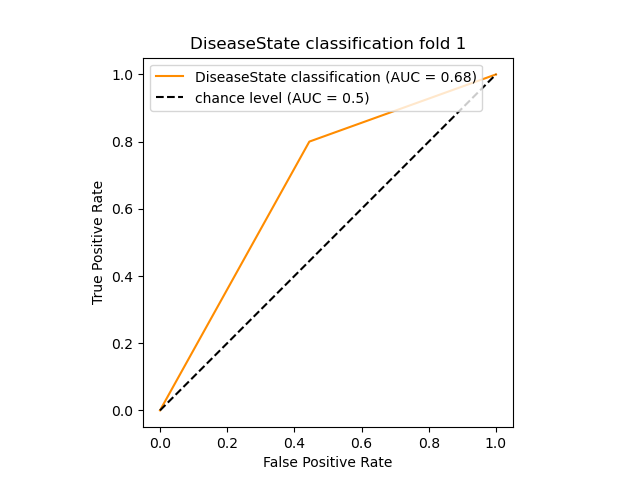 DiseaseState classification fold 1
DiseaseState classification (AUC = 0.68)
chance level (AUC = 0.5)
1.0
0.8
0.6
0.4
0.2
0.0
True Positive Rate
0.0 0.2 0.4 0.6 0.8 1.0
False Positive Rate